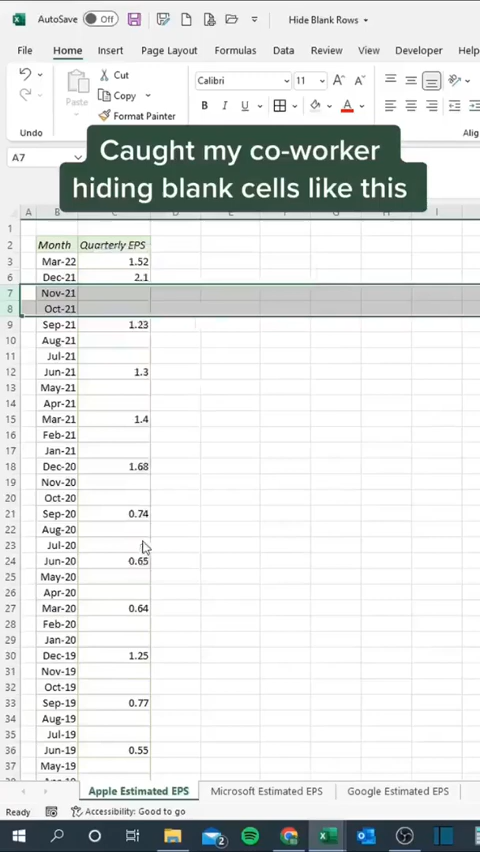 AutoSave Off Hide Blank Rows
File Home Insert Page Layout Formulas Data Review View Developer Help
Cut
Copy
Format Painter
Paste
Undo
Calibri 11
B I U
A
Alig
A7
Caught my co-worker
hiding blank cells like this
A B C D E F G H I
1
2 Month Quarterly EPS
3 Mar-22 1.52
6 Dec-21 2.1
7 Nov-21
8 Oct-21
9 Sep-21 1.23
10 Aug-21
11 Jul-21
12 Jun-21 1.3
13 May-21
14 Apr-21
15 Mar-21 1.4
16 Feb-21
17 Jan-21
18 Dec-20 1.68
19 Nov-20
20 Oct-20
21 Sep-20 0.74
22 Aug-20
23 Jul-20
24 Jun-20 0.65
25 May-20
26 Apr-20
27 Mar-20 0.64
28 Feb-20
29 Jan-20
30 Dec-19 1.25
31 Nov-19
32 Oct-19
33 Sep-19 0.77
34 Aug-19
35 Jul-19
36 Jun-19 0.55
37 May-19
Apple Estimated EPS Microsoft Estimated EPS Google Estimated EPS
Ready Accessibility: Good to go